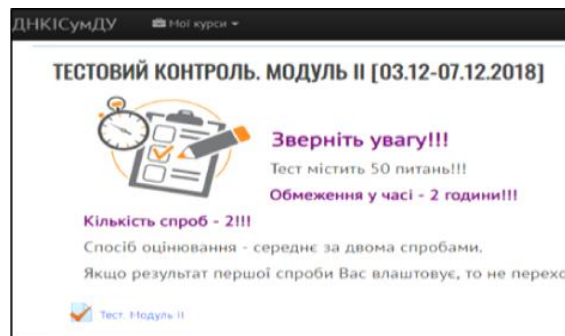 ДНКІСумДУ Мої курси
ТЕСТОВИЙ КОНТРОЛЬ. МОДУЛЬ ІІ [03.12-07.12.2018]
Зверніть увагу!!!
Тест містить 50 питань!!!
Обмеження у часі - 2 години!!!
Кількість спроб - 2!!!
Спосіб оцінювання - середнє за двома спробами.
Якщо результат першої спроби Вас влаштовує, то не перехо
Тест. Модуль ІІ